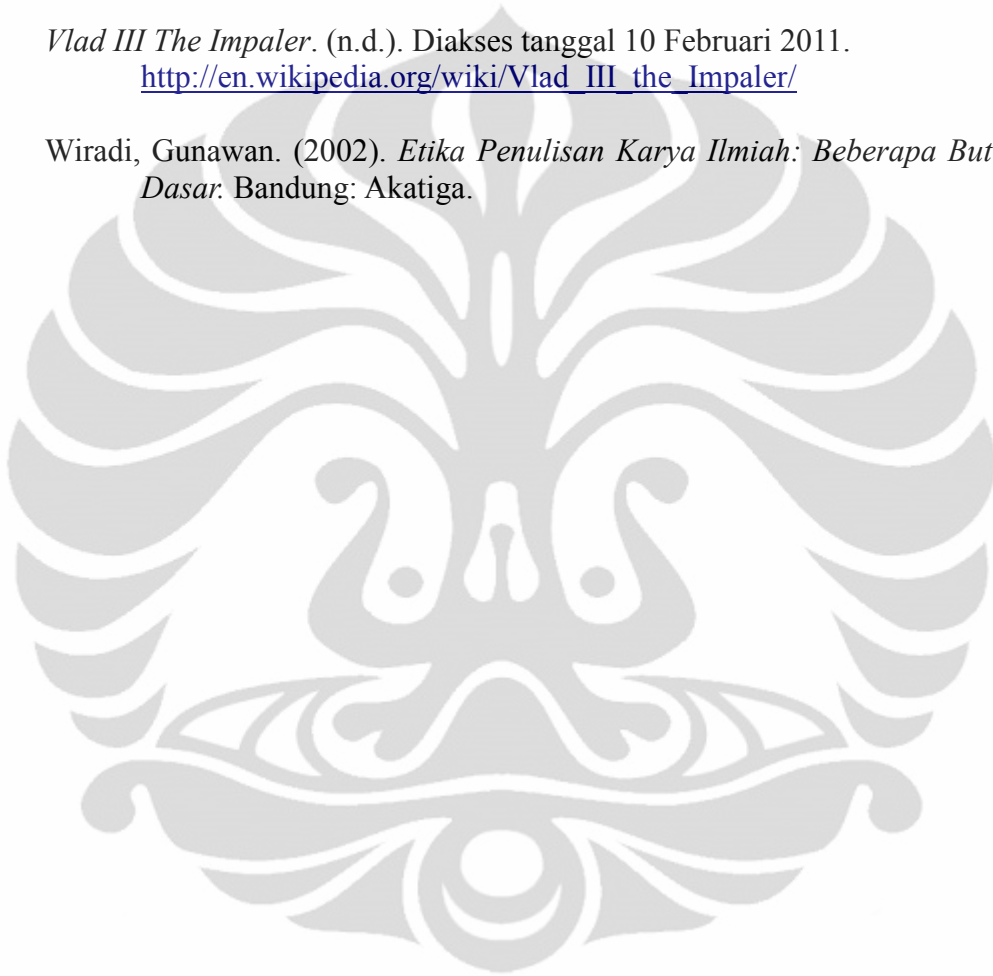 Vlad III The Impaler. (n.d.). Diakses tanggal 10 Februari 2011.
http://en.wikipedia.org/wiki/Vlad_III_the_Impaler/
Wiradi, Gunawan. (2002). Etika Penulisan Karya Ilmiah: Beberapa But
Dasar. Bandung: Akatiga.